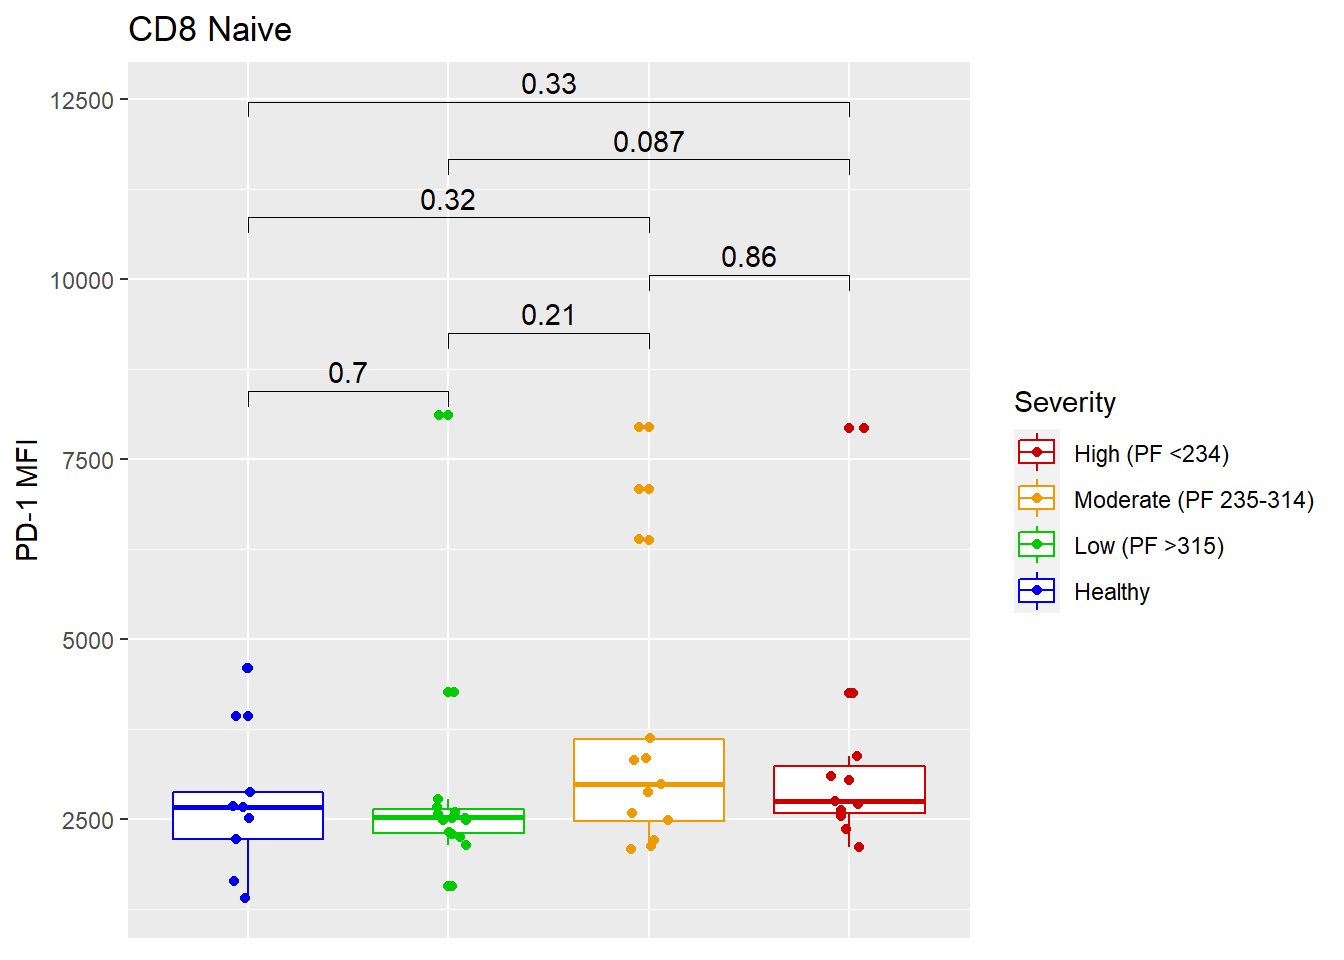 CD8 Naive
0.33
12500
0.087
0.32
0.86
10000
0.21
0.7
7500
5000
2500
PD-1 MFI
Severity
High (PF <234)
Moderate (PF 235-314)
Low (PF >315)
Healthy